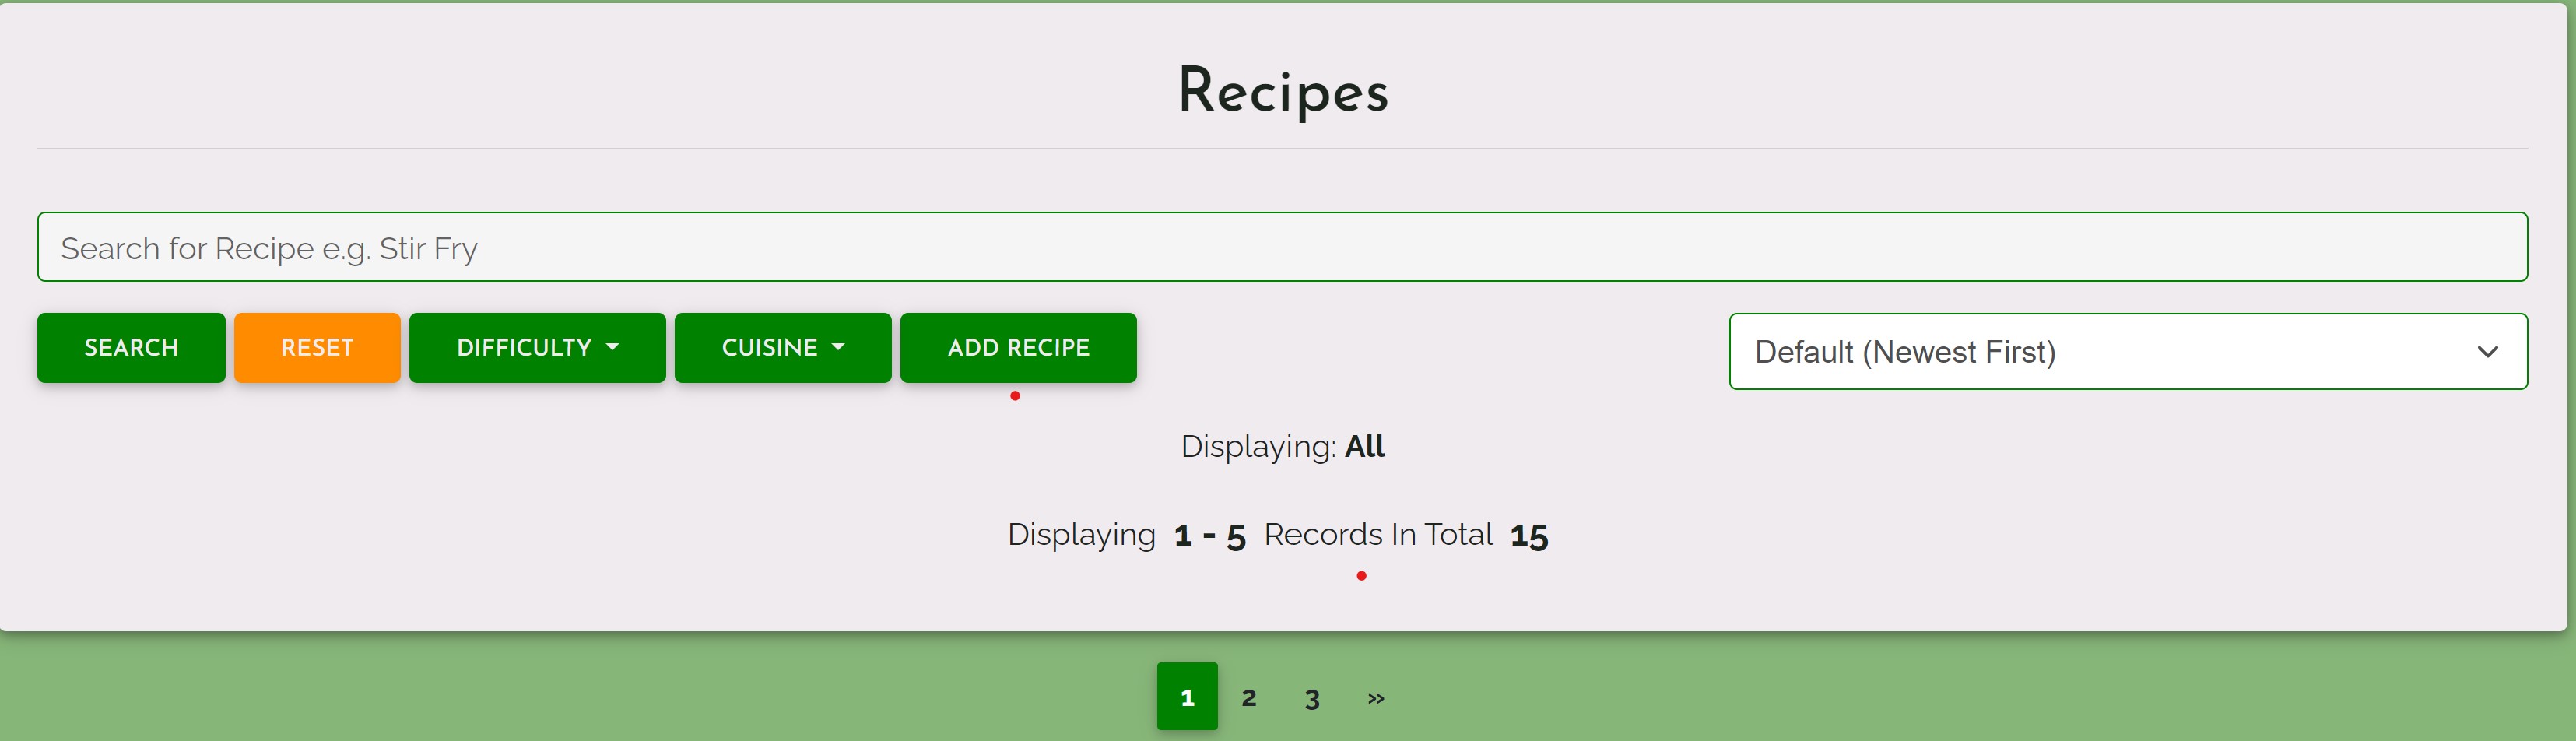 Recipes
Search for Recipe e.g. Stir Fry
SEARCH RESET DIFFICULTY CUISINE ADD RECIPE Default (Newest First)
Displaying: All
Displaying 1 - 5 Records In Total 15
1 2 3 »